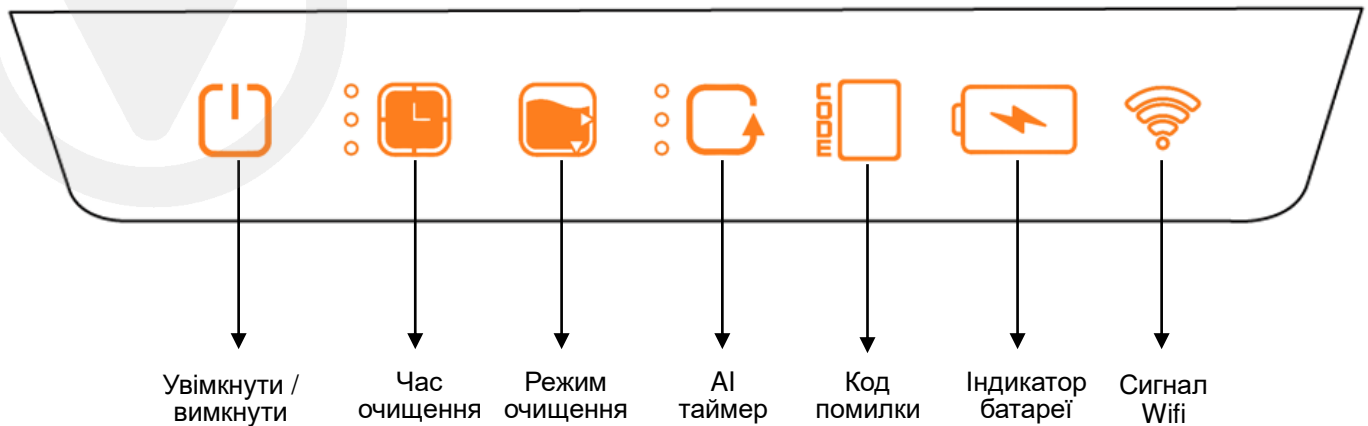 CODE
Увімкнути /
вимкнути
Час
очищення
Режим
очищення
AI
таймер
Код
помилки
Індикатор
батареї
Сигнал
Wifi